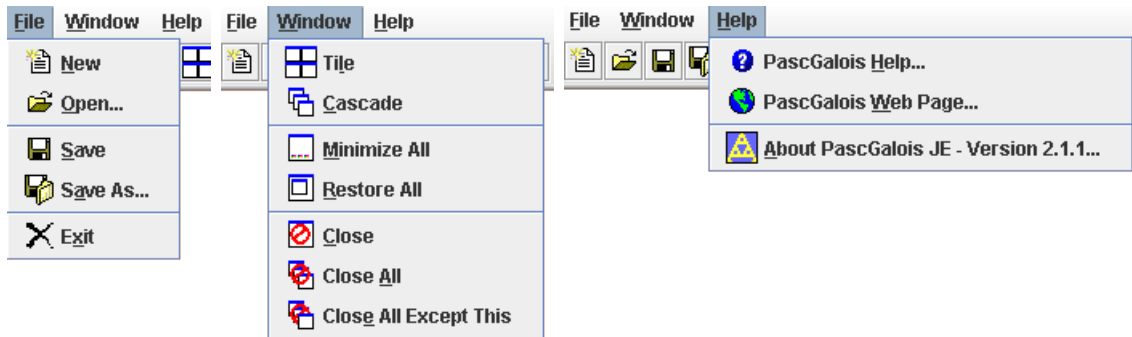 File Window Help
New
Open...
Save
Save As...
Exit
File Window Help
Tile
Cascade
Minimize All
Restore All
Close
Close All
Close All Except This
File Window Help
PascGalois Help...
PascGalois Web Page...
About PascGalois JE - Version 2.1.1...